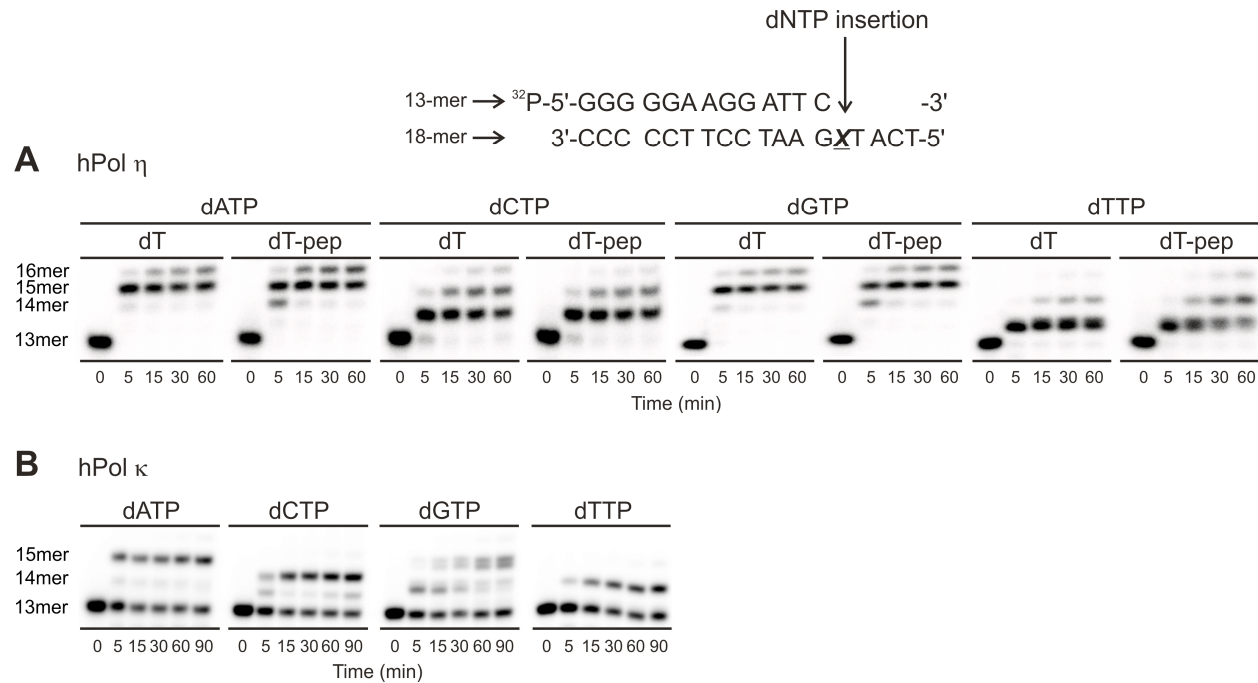 dNTP insertion
13-mer → ³²P-5'-GGG GGA AGG ATT C -3'
18-mer → 3'-CCC CCT TCC TAA GXT ACT-5'
A hPol η
dATP dCTP dGTP dTTP
dT dT-pep dT dT-pep dT dT-pep dT dT-pep
16mer
15mer
14mer
13mer
0 5 15 30 60 0 5 15 30 60 0 5 15 30 60 0 5 15 30 60 0 5 15 30 60 0 5 15 30 60 0 5 15 30 60 0 5 15 30 60
Time (min)
B hPol κ
dATP dCTP dGTP dTTP
15mer
14mer
13mer
0 5 15 30 60 90 0 5 15 30 60 90 0 5 15 30 60 90 0 5 15 30 60 90
Time (min)